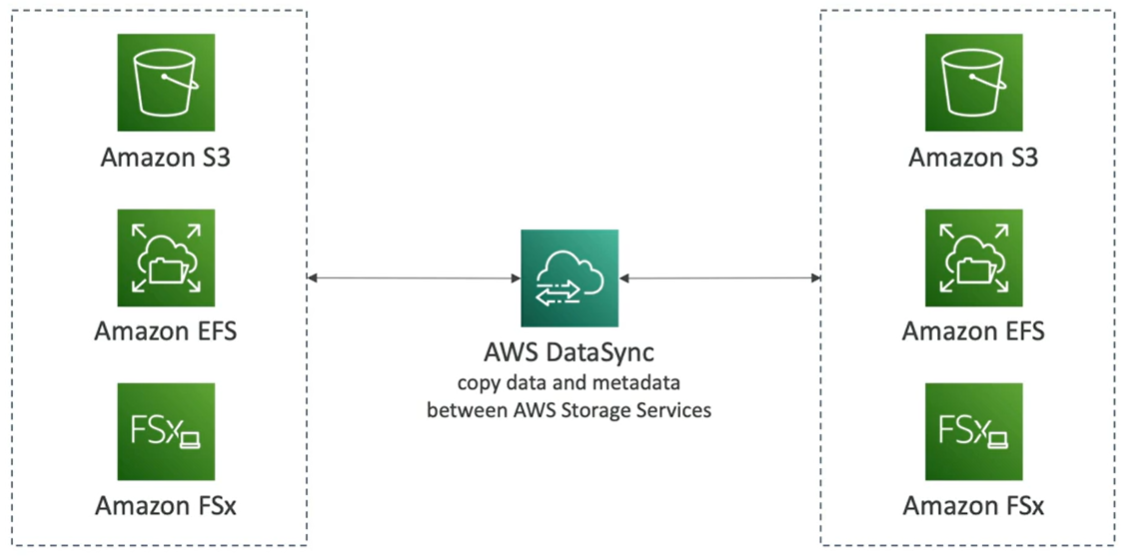 Amazon S3
Amazon EFS
FSx
Amazon FSx
AWS DataSync
copy data and metadata
between AWS Storage Services
Amazon S3
Amazon EFS
FSx
Amazon FSx